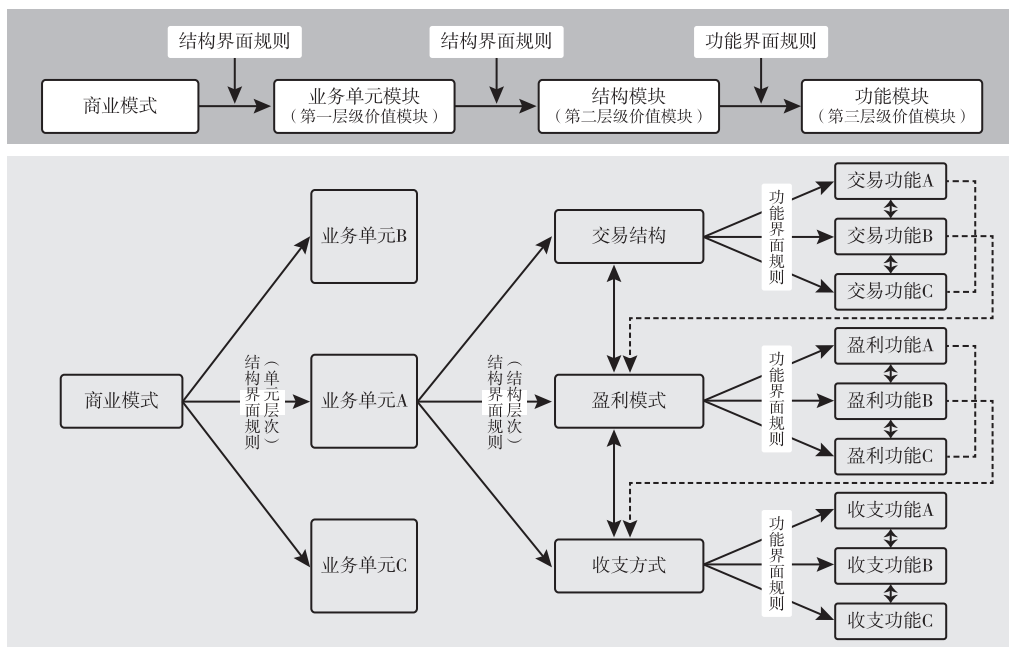 结构界面规则
结构界面规则
功能界面规则
商业模式
业务单元模块
（第一层级价值模块）
结构模块
（第二层级价值模块）
功能模块
（第三层级价值模块）
商业模式
结构界面规则
（单元层次）
业务单元B
业务单元A
业务单元C
结构界面规则
（结构层次）
交易结构
盈利模式
收支方式
功能界面规则
交易功能A
交易功能B
交易功能C
功能界面规则
盈利功能A
盈利功能B
盈利功能C
功能界面规则
收支功能A
收支功能B
收支功能C